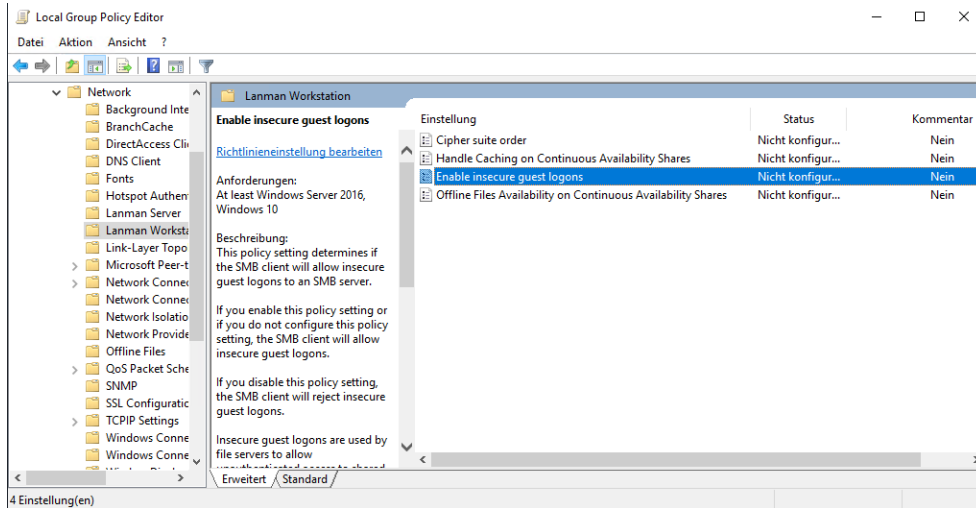 Local Group Policy Editor
Datei Aktion Ansicht ?
Network
Background Inte
BranchCache
DirectAccess Clie
DNS Client
Fonts
Hotspot Authen
Lanman Server
Lanman Worksta
Link-Layer Topo
Microsoft Peer-t
Network Connec
Network Connec
Network Isolatio
Network Provide
Offline Files
QoS Packet Sche
SNMP
SSL Configuratic
TCPIP Settings
Windows Conne
Windows Conne
Lanman Workstation
Enable insecure guest logons
Richtlinieneinstellung bearbeiten
Anforderungen:
At least Windows Server 2016,
Windows 10
Beschreibung:
This policy setting determines if
the SMB client will allow insecure
guest logons to an SMB server.
If you enable this policy setting or
if you do not configure this policy
setting, the SMB client will allow
insecure guest logons.
If you disable this policy setting,
the SMB client will reject insecure
guest logons.
Insecure guest logons are used by
file servers to allow
unauthenticated access to shared
Einstellung Status Kommentar
Cipher suite order Nicht konfigur... Nein
Handle Caching on Continuous Availability Shares Nicht konfigur... Nein
Enable insecure guest logons Nicht konfigur... Nein
Offline Files Availability on Continuous Availability Shares Nicht konfigur... Nein
Erweitert Standard
4 Einstellung(en)